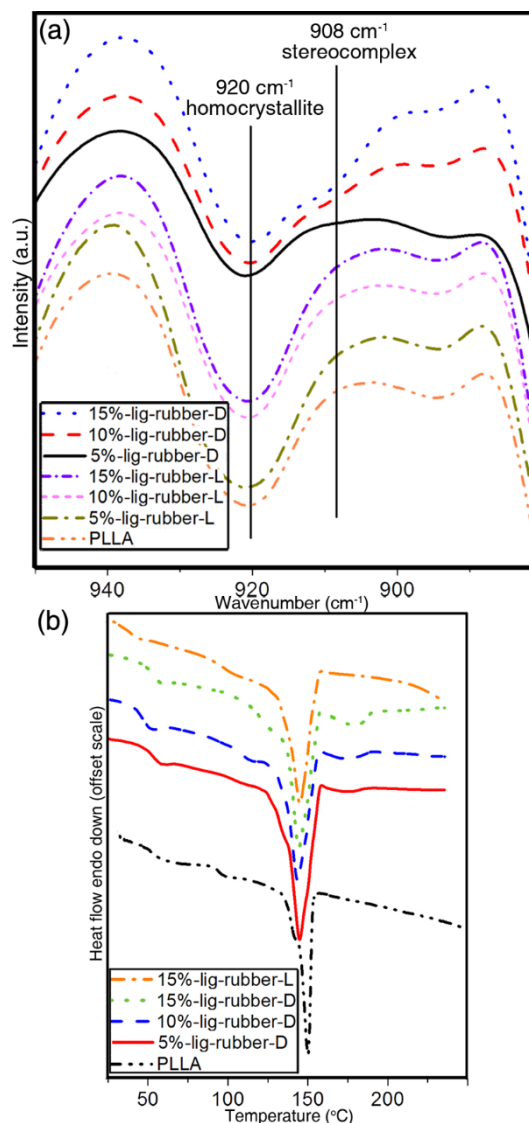 (a)
908 cm⁻¹
stereocomplex
920 cm⁻¹
homocrystallite
Intensity (a.u.)
15%-lig-rubber-D
10%-lig-rubber-D
5%-lig-rubber-D
15%-lig-rubber-L
10%-lig-rubber-L
5%-lig-rubber-L
PLLA
940 920 900
Wavenumber (cm⁻¹)
(b)
Heat flow endo down (offset scale)
15%-lig-rubber-L
15%-lig-rubber-D
10%-lig-rubber-D
5%-lig-rubber-D
PLLA
50 100 150 200
Temperature (°C)